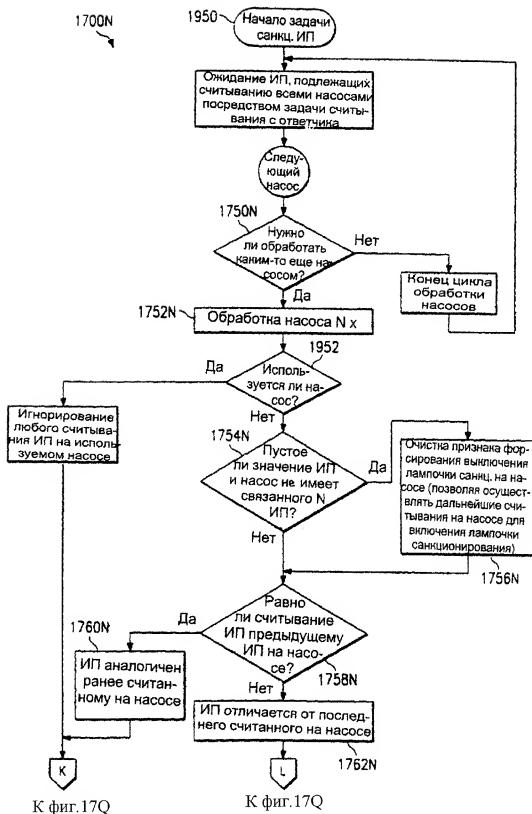 1700N
1950
Начало задачи
санкц. ИП
Ожидание ИП, подлежащих
считыванию всеми насосами
посредством задачи считы-
вания с ответчика
Следу-
ющий
насос
1750N
Нужно
ли обработать
каким-то еще на-
сосом?
Нет
Да
Конец цикла
обработки
насосов
1752N
Обработка насоса N x
1952
Исполь-
зуется ли на-
сос?
Да
Нет
Игнорирование
любого считыва-
ния ИП на исполь-
зуемом насосе
1754N
Пустое
ли значение ИП
и насос не имеет
связанного N
ИП?
Да
Нет
Очистка признака фор-
сирования выключения
лампочки санкц. на на-
сосе (позволяя осущест-
влять дальнейшие счи-
тывания на насосе для
включения лампочки
санкционирования)
1756N
Равно
ли считывание
ИП предыдущему
ИП на насо-
се?
1758N
Да
Нет
1760N
ИП аналогичен
ранее считан-
ному на насосе
ИП отличается от послед-
него считанного на насосе
1762N
K
L
К фиг.17Q
К фиг.17Q